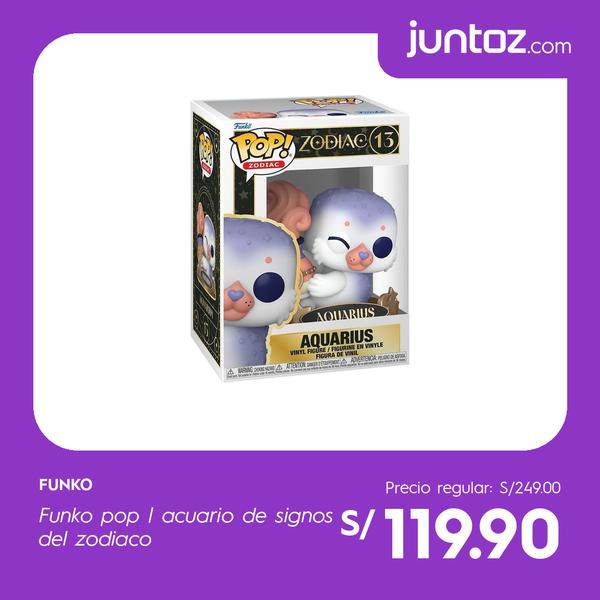 juntoz.com
Funko
POP!
ZODIAC
ZODIAC
13
AQUARIUS
AQUARIUS
VINYL FIGURE / FIGURINE EN VINYLE
FIGURA DE VINIL
FUNKO
Funko pop | acuario de signos
del zodiaco
Precio regular: S/249.00
S/119.90